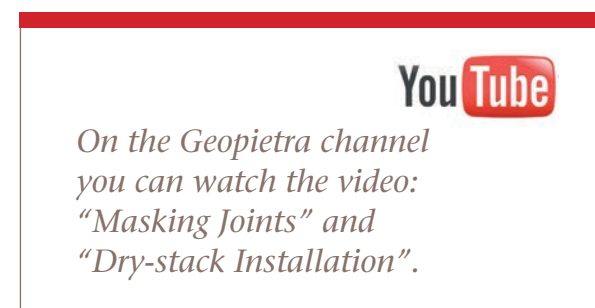 YouTube
On the Geopietra channel
you can watch the video:
“Masking Joints” and
“Dry-stack Installation”.